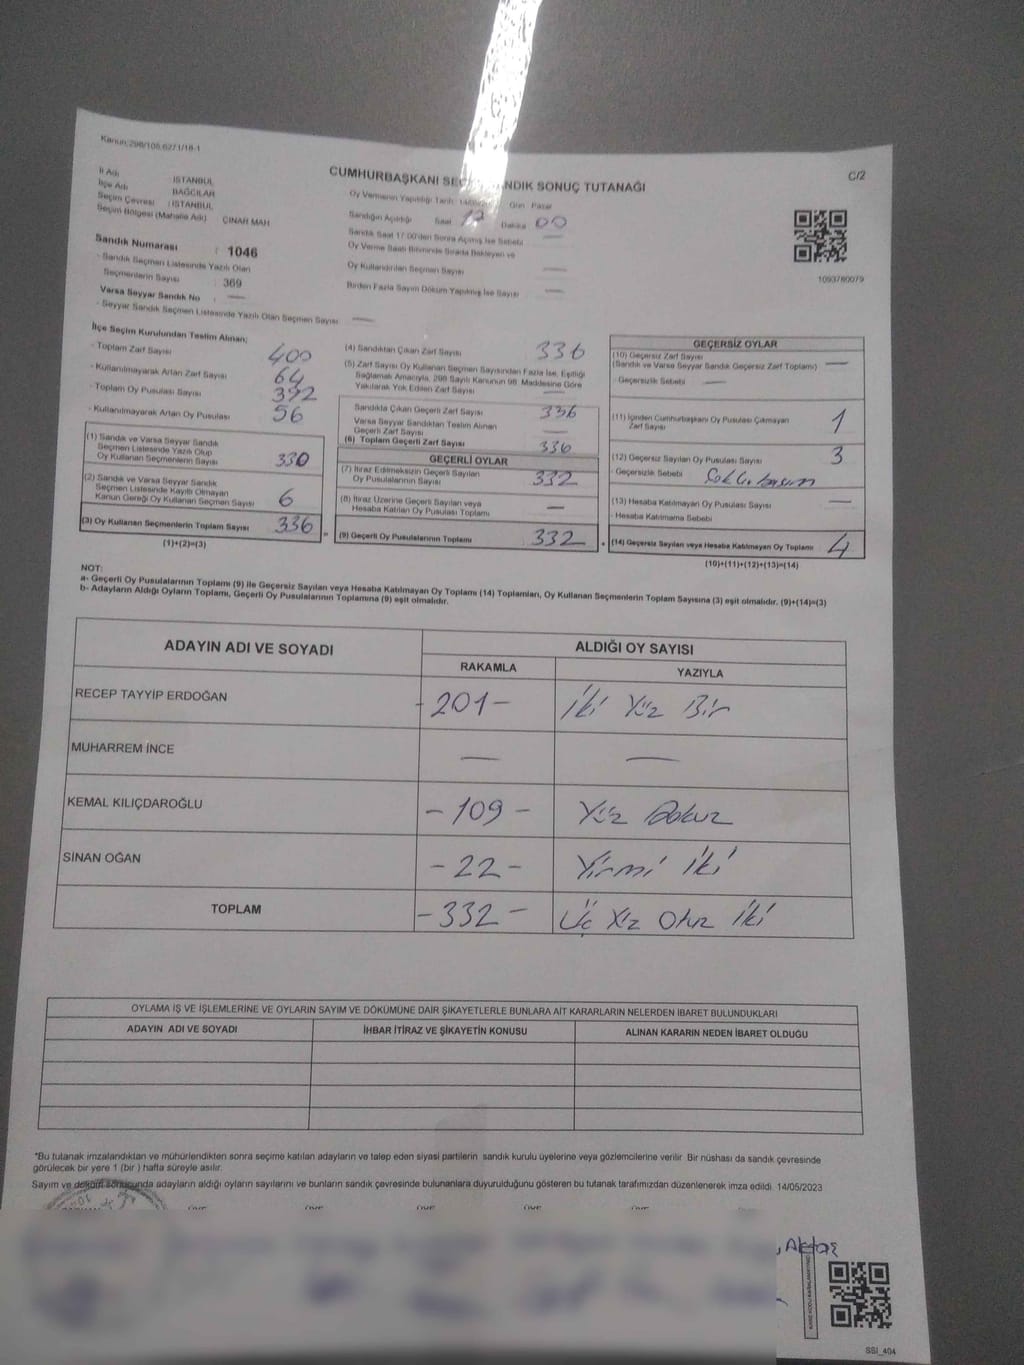 Kanun:298/105,627,1/18-1
CUMHURBAŞKANI SEÇ NDIK SONUÇ TUTANAĞI
C/2
İl Adı : İSTANBUL
İlçe Adı BAĞCILAR
Seçim Çevresi : İSTANBUL
Seçim Bölgesi (Mahalle Adı) ÇINAR MAH
Sandık Numarası : 1046
- Sandık Seçmen Listesinde Yazılı Olan
Seçmenlerin Sayısı : 369
Varsa Seyyar Sandık No : —
- Seyyar Sandık Seçmen Listesinde Yazılı Olan Seçmen Sayısı —
Oy Vermenin Yapıldığı Tarih Gün Pazar
Sandığın Açıldığı Saat 17 Dakika 00
Sandık Saat 17:00'den Sonra Açılmış İse Sebebi —
Oy Verme Saati Bitiminde Sırada Bekleyen ve
Oy Kullandırılan Seçmen Sayısı —
Birden Fazla Sayım Döküm Yapılmış İse Sayısı —
1093780079
İlçe Seçim Kurulundan Teslim Alınan;
- Toplam Zarf Sayısı 400
- Kullanılmayarak Artan Zarf Sayısı 64
- Toplam Oy Pusulası Sayısı 392
- Kullanılmayarak Artan Oy Pusulası 56
(1) Sandık ve Varsa Seyyar Sandık
Seçmen Listesinde Yazılı Olup
Oy Kullanan Seçmenlerin Sayısı 330
(2) Sandık ve Varsa Seyyar Sandık
Seçmen Listesinde Kayıtlı Olmayan
Kanun Gereği Oy Kullanan Seçmen Sayısı 6
(3) Oy Kullanan Seçmenlerin Toplam Sayısı 336
(1)+(2)=(3)
(4) Sandıktan Çıkan Zarf Sayısı 336
(5) Zarf Sayısı Oy Kullanan Seçmen Sayısından Fazla İse, Eşitliği
Sağlamak Amacıyla, 298 Sayılı Kanunun 98. Maddesine Göre
Yakılarak Yok Edilen Zarf Sayısı —
Sandıkta Çıkan Geçerli Zarf Sayısı 336
Varsa Seyyar Sandıktan Teslim Alınan
Geçerli Zarf Sayısı —
(6) Toplam Geçerli Zarf Sayısı 336
GEÇERLİ OYLAR
(7) İtiraz Edilmeksizin Geçerli Sayılan
Oy Pusulalarının Sayısı 332
(8) İtiraz Üzerine Geçerli Sayılan veya
Hesaba Katılan Oy Pusulası Toplamı —
= (9) Geçerli Oy Pusulalarının Toplamı 332 +
GEÇERSİZ OYLAR
(10) Geçersiz Zarf Sayısı
(Sandık ve Varsa Seyyar Sandık Geçersiz Zarf Toplamı) —
- Geçersizlik Sebebi —
(11) İçinden Cumhurbaşkanı Oy Pusulası Çıkmayan
Zarf Sayısı 1
(12) Geçersiz Sayılan Oy Pusulası Sayısı 3
- Geçersizlik Sebebi
(13) Hesaba Katılmayan Oy Pusulası Sayısı —
- Hesaba Katılmama Sebebi
(14) Geçersiz Sayılan veya Hesaba Katılmayan Oy Toplamı 4
(10)+(11)+(12)+(13)=(14)
NOT:
a- Geçerli Oy Pusulalarının Toplamı (9) ile Geçersiz Sayılan veya Hesaba Katılmayan Oy Toplamı (14) Toplamları, Oy Kullanan Seçmenlerin Toplam Sayısına (3) eşit olmalıdır. (9)+(14)=(3)
b- Adayların Aldığı Oyların Toplamı, Geçerli Oy Pusulalarının Toplamına (9) eşit olmalıdır.
ADAYIN ADI VE SOYADI
ALDIĞI OY SAYISI
RAKAMLA YAZIYLA
RECEP TAYYİP ERDOĞAN - 201 - İki Yüz Bir
MUHARREM İNCE — —
KEMAL KILIÇDAROĞLU - 109 - Yüz Dokuz
SİNAN OĞAN - 22 - Yirmi İki
TOPLAM - 332 - Üç Yüz Otuz İki
OYLAMA İŞ VE İŞLEMLERİNE VE OYLARIN SAYIM VE DÖKÜMÜNE DAİR ŞİKAYETLERLE BUNLARA AİT KARARLARIN NELERDEN İBARET BULUNDUKLARI
ADAYIN ADI VE SOYADI İHBAR İTİRAZ VE ŞİKAYETİN KONUSU ALINAN KARARIN NEDEN İBARET OLDUĞU
*Bu tutanak imzalandıktan ve mühürlendikten sonra seçime katılan adayların ve talep eden siyasi partilerin sandık kurulu üyelerine veya gözlemcilerine verilir. Bir nüshası da sandık çevresinde
görülecek bir yere 1 (bir ) hafta süreyle asılır.
Sayım ve döküm sonucunda adayların aldığı oyların sayılarını ve bunların sandık çevresinde bulunanlara duyurulduğunu gösteren bu tutanak tarafımızdan düzenlenerek imza edildi. 14/05/2023
Aktaş
SSI_404